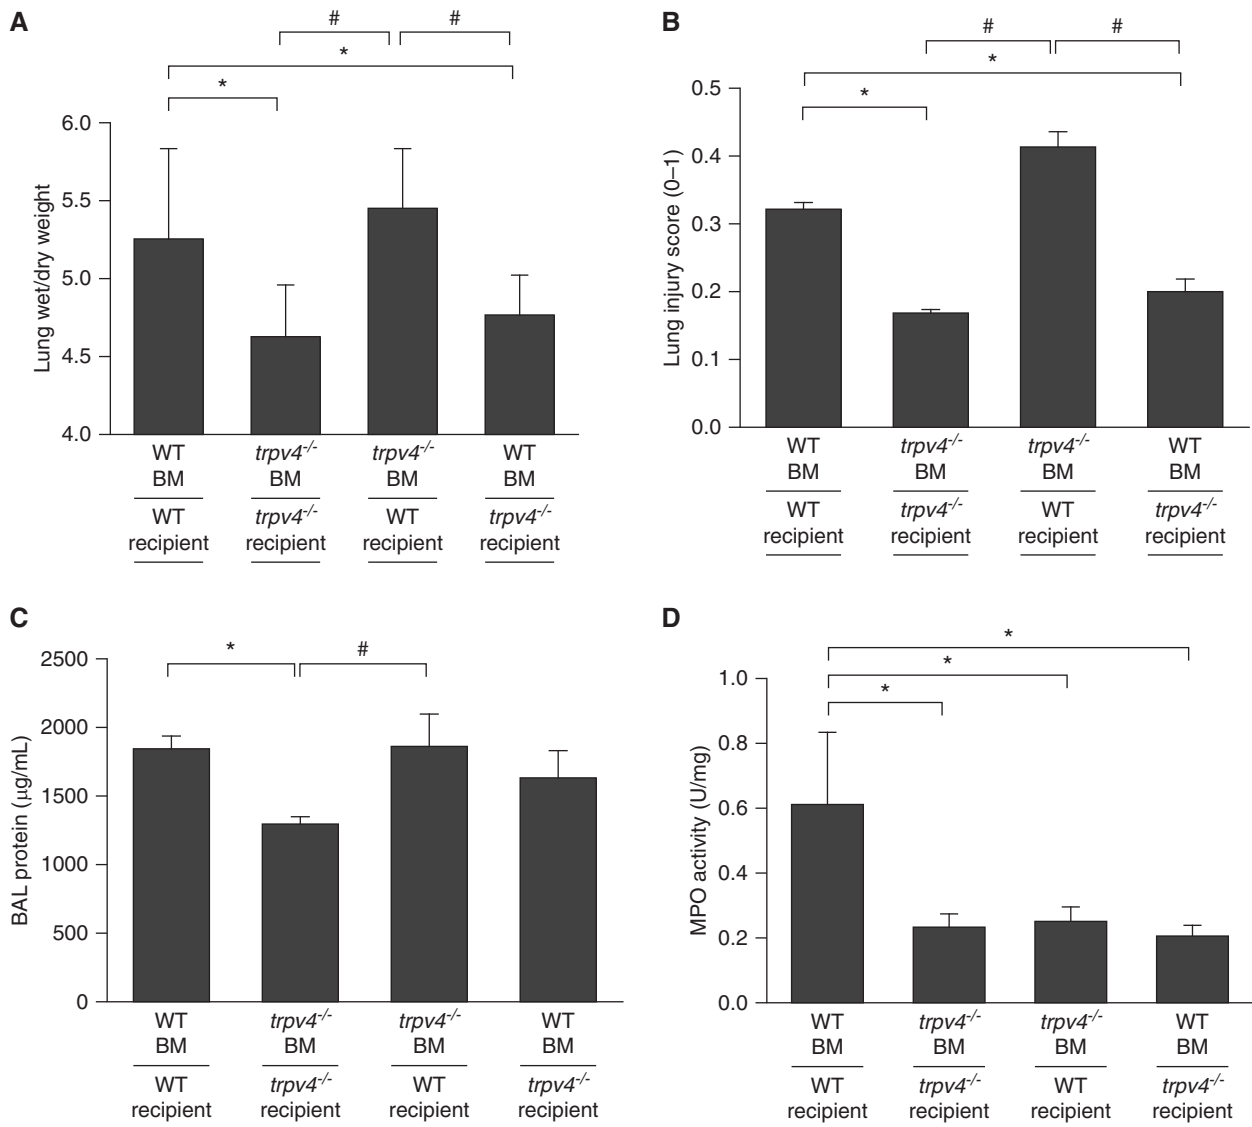 A
# #
*
*
Lung wet/dry weight
6.0
5.5
5.0
4.5
4.0
WT trpv4-/- trpv4-/- WT
BM BM BM BM
WT trpv4-/- WT trpv4-/-
recipient recipient recipient recipient
B
# #
*
*
Lung injury score (0–1)
0.5
0.4
0.3
0.2
0.1
0.0
WT trpv4-/- trpv4-/- WT
BM BM BM BM
WT trpv4-/- WT trpv4-/-
recipient recipient recipient recipient
C
* #
BAL protein (μg/mL)
2500
2000
1500
1000
500
0
WT trpv4-/- trpv4-/- WT
BM BM BM BM
WT trpv4-/- WT trpv4-/-
recipient recipient recipient recipient
D
*
*
*
MPO activity (U/mg)
1.0
0.8
0.6
0.4
0.2
0.0
WT trpv4-/- trpv4-/- WT
BM BM BM BM
WT trpv4-/- WT trpv4-/-
recipient recipient recipient recipient